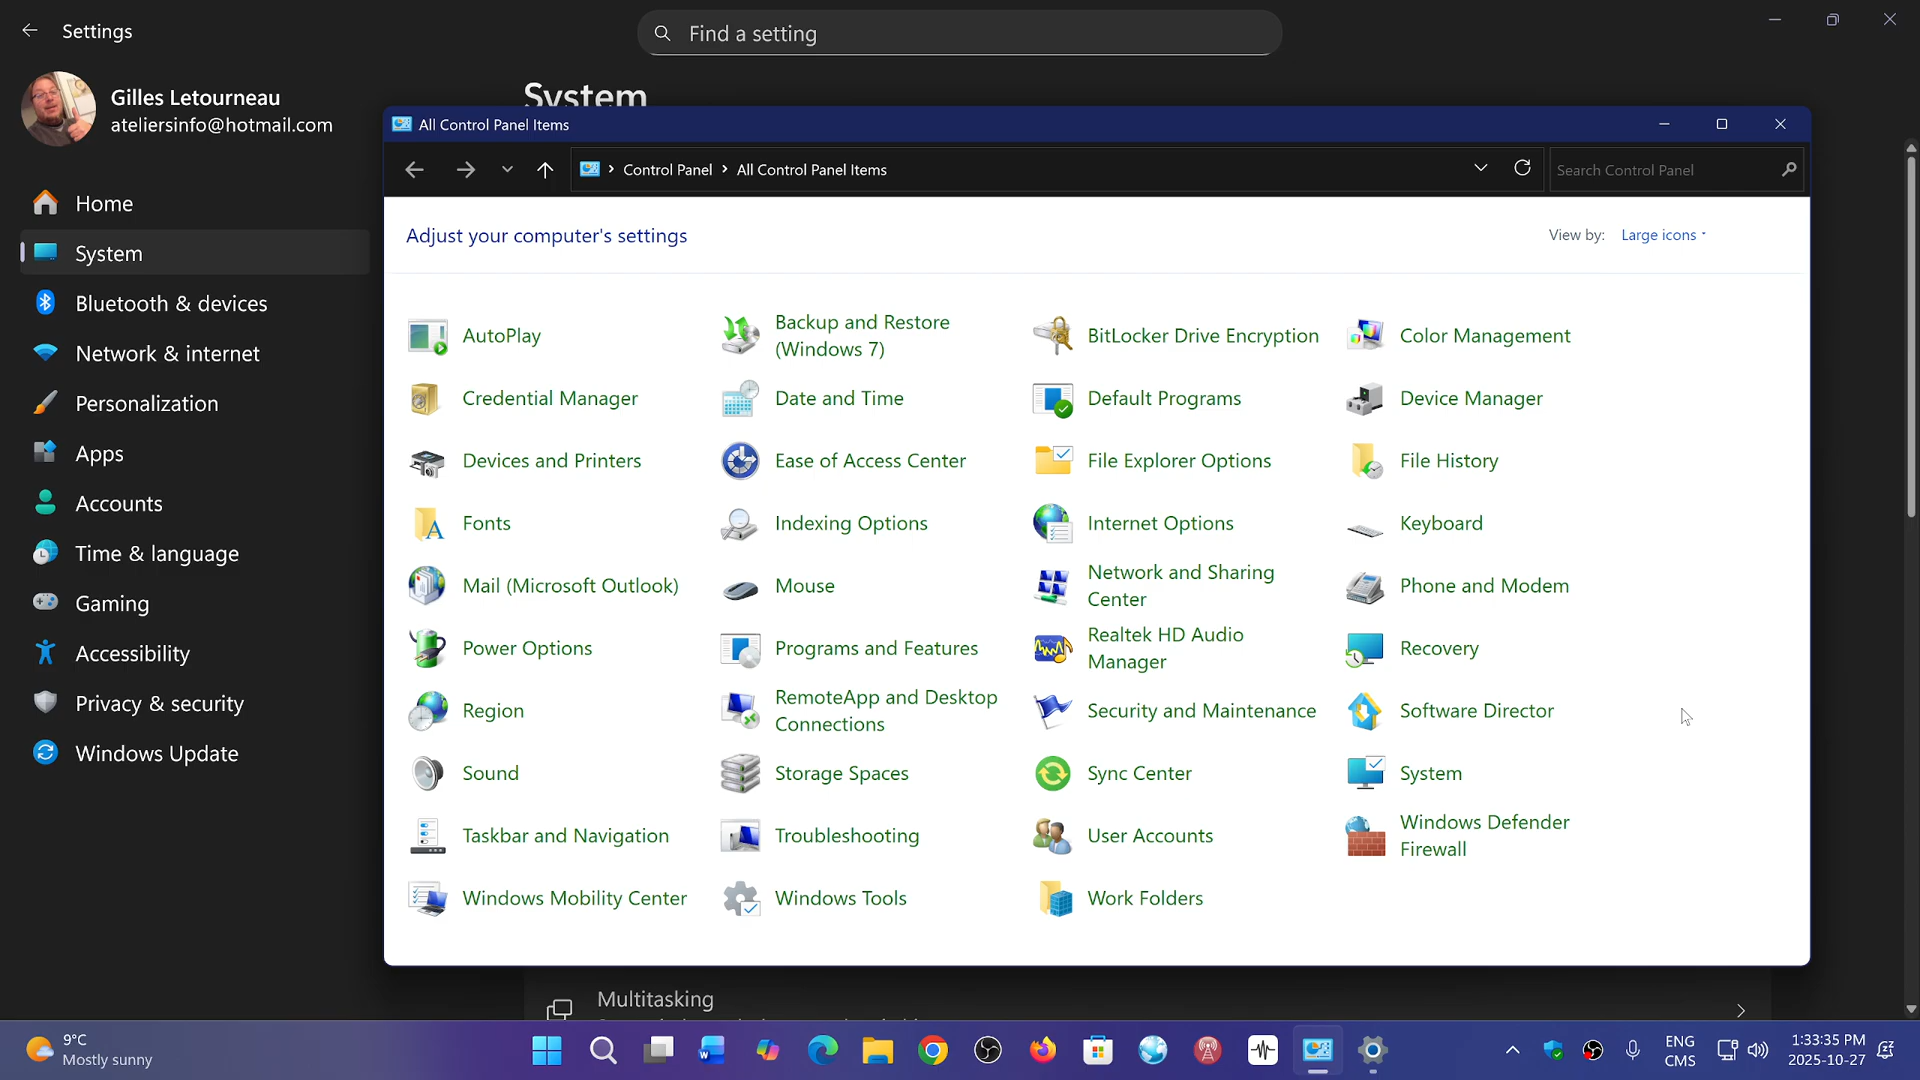 Settings
Find a setting
Gilles Letourneau
ateliersinfo@hotmail.com
System
Home
System
Bluetooth & devices
Network & internet
Personalization
Apps
Accounts
Time & language
Gaming
Accessibility
Privacy & security
Windows Update
All Control Panel Items
Control Panel > All Control Panel Items
Search Control Panel
Adjust your computer's settings
View by: Large icons
AutoPlay
Backup and Restore
(Windows 7)
BitLocker Drive Encryption
Color Management
Credential Manager
Date and Time
Default Programs
Device Manager
Devices and Printers
Ease of Access Center
File Explorer Options
File History
Fonts
Indexing Options
Internet Options
Keyboard
Mail (Microsoft Outlook)
Mouse
Network and Sharing
Center
Phone and Modem
Power Options
Programs and Features
Realtek HD Audio
Manager
Recovery
Region
RemoteApp and Desktop
Connections
Security and Maintenance
Software Director
Sound
Storage Spaces
Sync Center
System
Taskbar and Navigation
Troubleshooting
User Accounts
Windows Defender
Firewall
Windows Mobility Center
Windows Tools
Work Folders
Multitasking
9°C
Mostly sunny
ENG
CMS
1:33:35 PM
2025-10-27